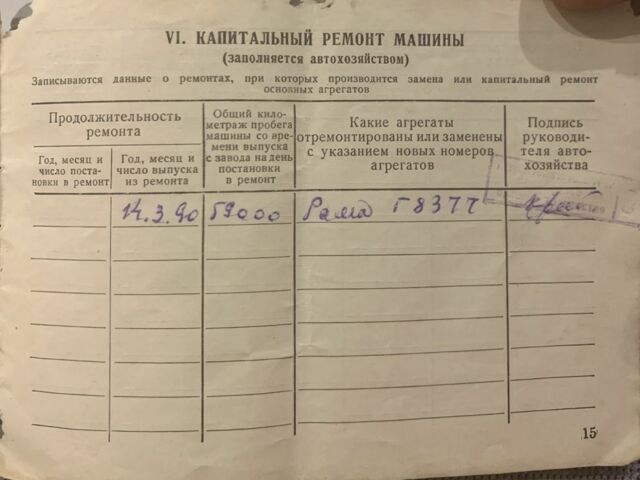 VI. КАПИТАЛЬНЫЙ РЕМОНТ МАШИНЫ
(заполняется автохозяйством)
Записываются данные о ремонтах, при которых производится замена или капитальный ремонт
основных агрегатов
Продолжительность
ремонта
Год, месяц и
число поста-
новки в ремонт
Год, месяц и
число выпуска
из ремонта
Общий кило-
метраж пробега
машины со вре-
мени выпуска
с завода на день
постановки
в ремонт
Какие агрегаты
отремонтированы или заменены
с указанием новых номеров
агрегатов
Подпись
руководи-
теля авто-
хозяйства
14.3.90
59000
Рама Г8377
15